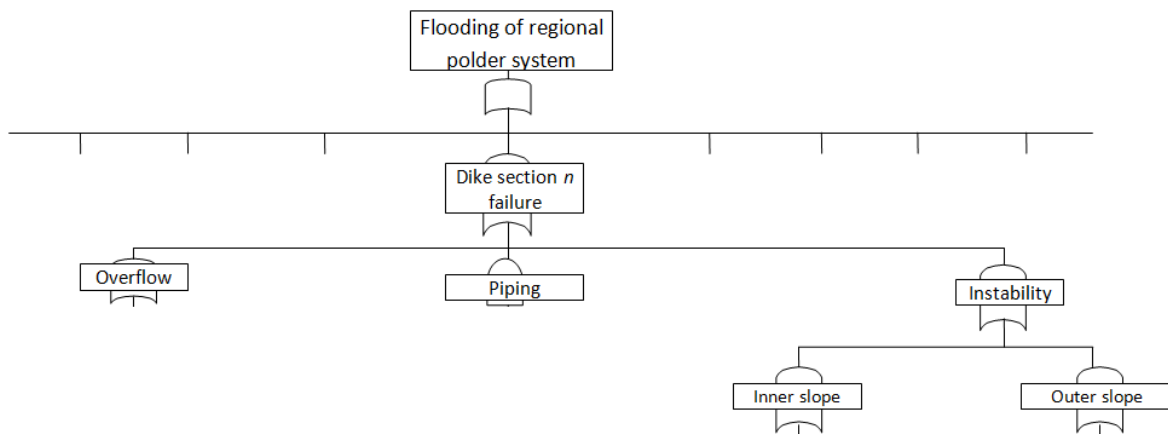 Flooding of regional
polder system
Dike section n
failure
Overflow
Piping
Instability
Inner slope
Outer slope